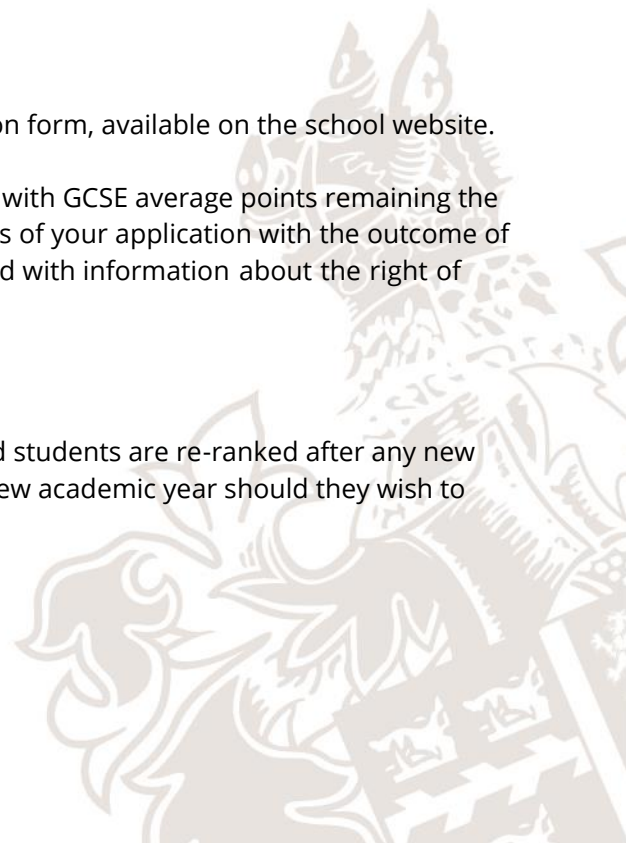 on form, available on the school website.
with GCSE average points remaining the
s of your application with the outcome of
d with information about the right of
d students are re-ranked after any new
ew academic year should they wish to